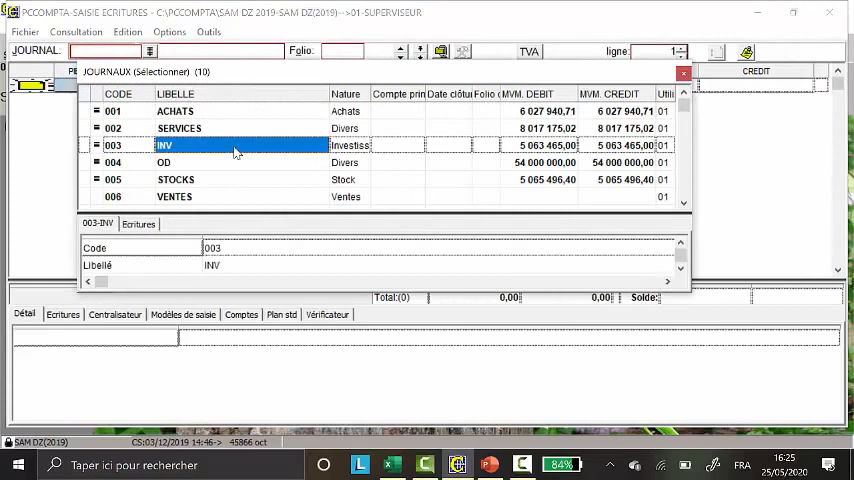 PCCOMPTA-SAISIE ECRITURES - C:\PCCOMPTA\SAM DZ 2019-SAM DZ(2019)-->01-SUPERVISEUR
Fichier Consultation Edition Options Outils
JOURNAL: Folio: TVA ligne: 1
JOURNAUX (Sélectionner) (10)
CREDIT
CODE LIBELLE Nature Compte prin Date clôtu Folio c MVM. DEBIT MVM. CREDIT Utili
001 ACHATS Achats 6 027 940,71 6 027 940,71 01
002 SERVICES Divers 8 017 175,02 8 017 175,02 01
003 INV Investiss 5 063 465,00 5 063 465,00 01
004 OD Divers 54 000 000,00 54 000 000,00 01
005 STOCKS Stock 5 065 496,40 5 065 496,40 01
006 VENTES Ventes 01
003-INV Ecritures
Code 003
Libellé INV
Total:(0) 0,00 0,00 Solde:
Détail Ecritures Centralisateur Modèles de saisie Comptes Plan std Vérificateur
SAM DZ(2019) CS:03/12/2019 14:46-> 45866 oct
Taper ici pour rechercher
84%
FRA
16:25
25/05/2020